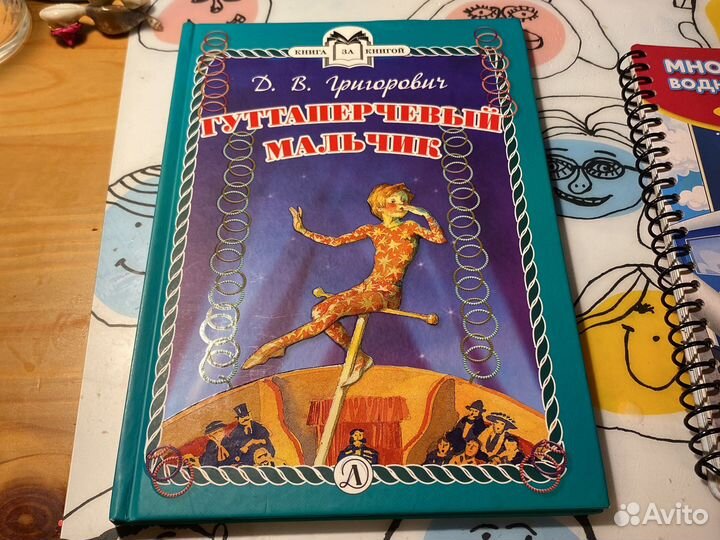 КНИГА ЗА КНИГОЙ
Д. В. Григорович
ГУТТАПЕРЧЕВЫЙ
МАЛЬЧИК
Д
МНО
ВОДН
Avito